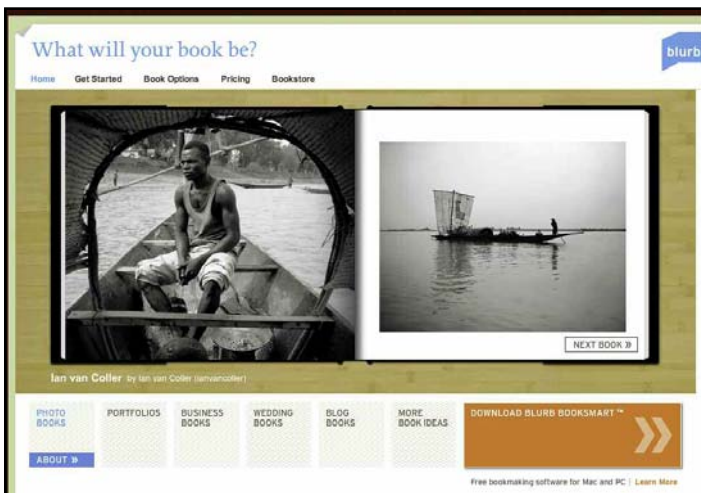 What will your book be?
blurb
Home Get Started Book Options Pricing Bookstore
NEXT BOOK »
Ian van Coller by Ian van Coller (ianvancoller)
PHOTO BOOKS
PORTFOLIOS
BUSINESS BOOKS
WEDDING BOOKS
BLOG BOOKS
MORE BOOK IDEAS
ABOUT »
DOWNLOAD BLURB BOOKSMART ™
Free bookmaking software for Mac and PC | Learn More